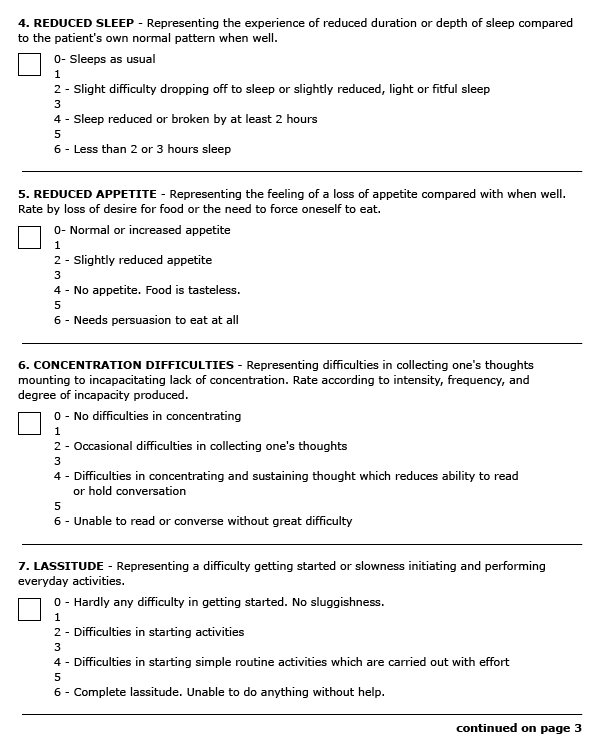 4. REDUCED SLEEP - Representing the experience of reduced duration or depth of sleep compared
to the patient's own normal pattern when well.
0- Sleeps as usual
1
2 - Slight difficulty dropping off to sleep or slightly reduced, light or fitful sleep
3
4 - Sleep reduced or broken by at least 2 hours
5
6 - Less than 2 or 3 hours sleep
5. REDUCED APPETITE - Representing the feeling of a loss of appetite compared with when well.
Rate by loss of desire for food or the need to force oneself to eat.
0- Normal or increased appetite
1
2 - Slightly reduced appetite
3
4 - No appetite. Food is tasteless.
5
6 - Needs persuasion to eat at all
6. CONCENTRATION DIFFICULTIES - Representing difficulties in collecting one's thoughts
mounting to incapacitating lack of concentration. Rate according to intensity, frequency, and
degree of incapacity produced.
0 - No difficulties in concentrating
1
2 - Occasional difficulties in collecting one's thoughts
3
4 - Difficulties in concentrating and sustaining thought which reduces ability to read
or hold conversation
5
6 - Unable to read or converse without great difficulty
7. LASSITUDE - Representing a difficulty getting started or slowness initiating and performing
everyday activities.
0 - Hardly any difficulty in getting started. No sluggishness.
1
2 - Difficulties in starting activities
3
4 - Difficulties in starting simple routine activities which are carried out with effort
5
6 - Complete lassitude. Unable to do anything without help.
continued on page 3